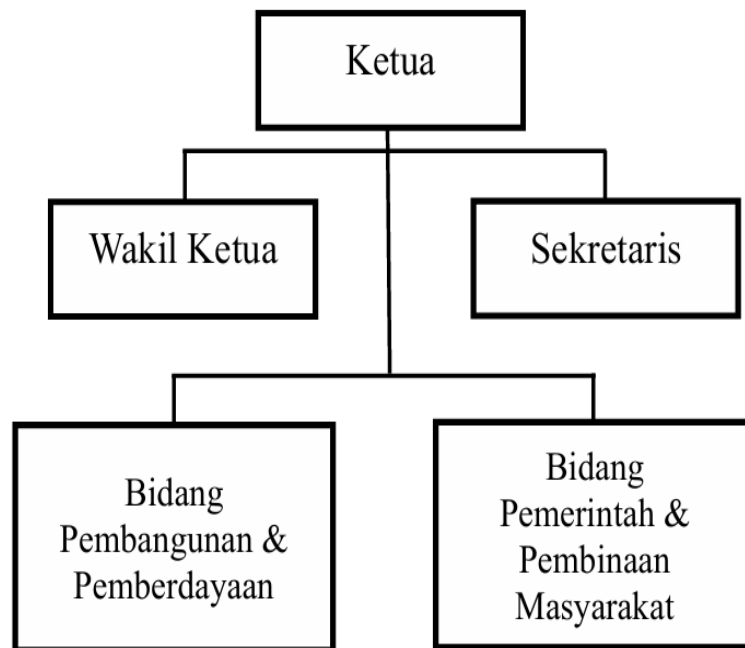 Ketua
Wakil Ketua
Sekretaris
Bidang
Pembangunan &
Pemberdayaan
Bidang
Pemerintah &
Pembinaan
Masyarakat